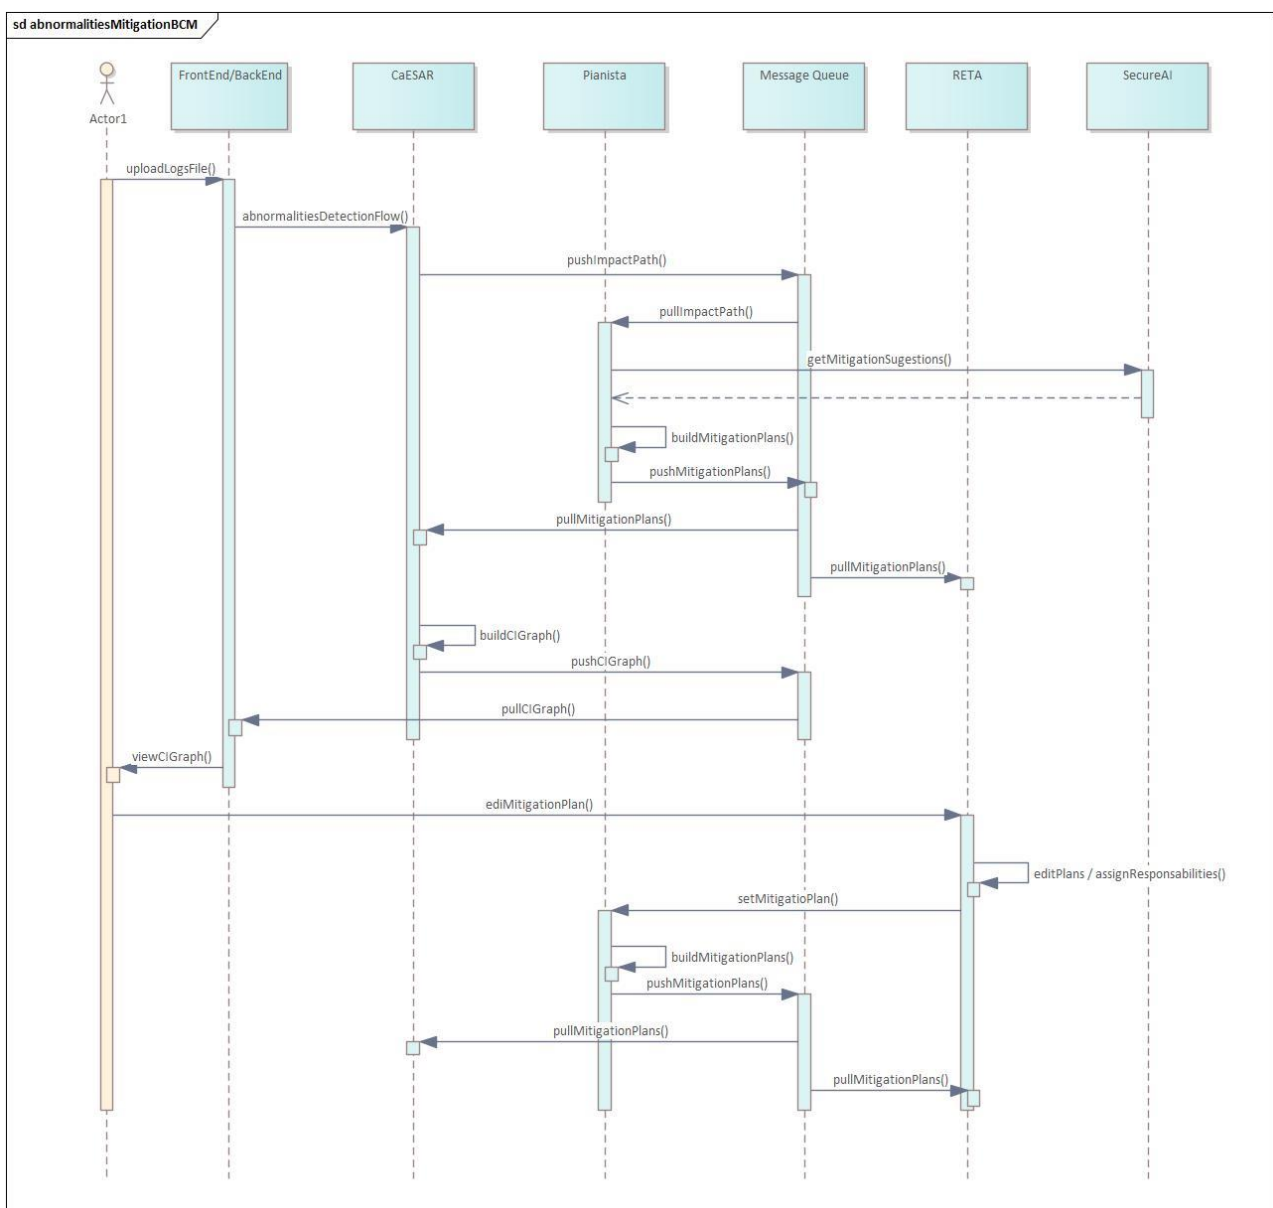 sd abnormalitiesMitigationBCM
Actor1
FrontEnd/BackEnd
CaESAR
Pianista
Message Queue
RETA
SecureAI
uploadLogsFile()
abnormalitiesDetectionFlow()
pushImpactPath()
pullImpactPath()
getMitigationSugestions()
buildMitigationPlans()
pushMitigationPlans()
pullMitigationPlans()
pullMitigationPlans()
buildCIGraph()
pushCIGraph()
pullCIGraph()
viewCIGraph()
ediMitigationPlan()
editPlans / assignResponsabilities()
setMitigatioPlan()
buildMitigationPlans()
pushMitigationPlans()
pullMitigationPlans()
pullMitigationPlans()